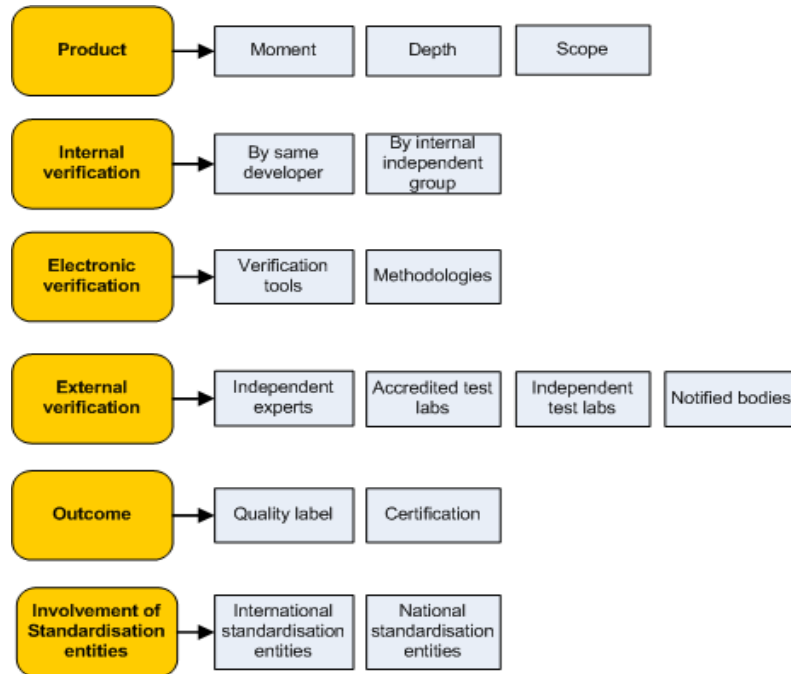 Product
Moment
Depth
Scope
Internal
verification
By same
developer
By internal
independent
group
Electronic
verification
Verification
tools
Methodologies
External
verification
Independent
experts
Accredited test
labs
Independent
test labs
Notified bodies
Outcome
Quality label
Certification
Involvement of
Standardisation
entities
International
standardisation
entities
National
standardisation
entities